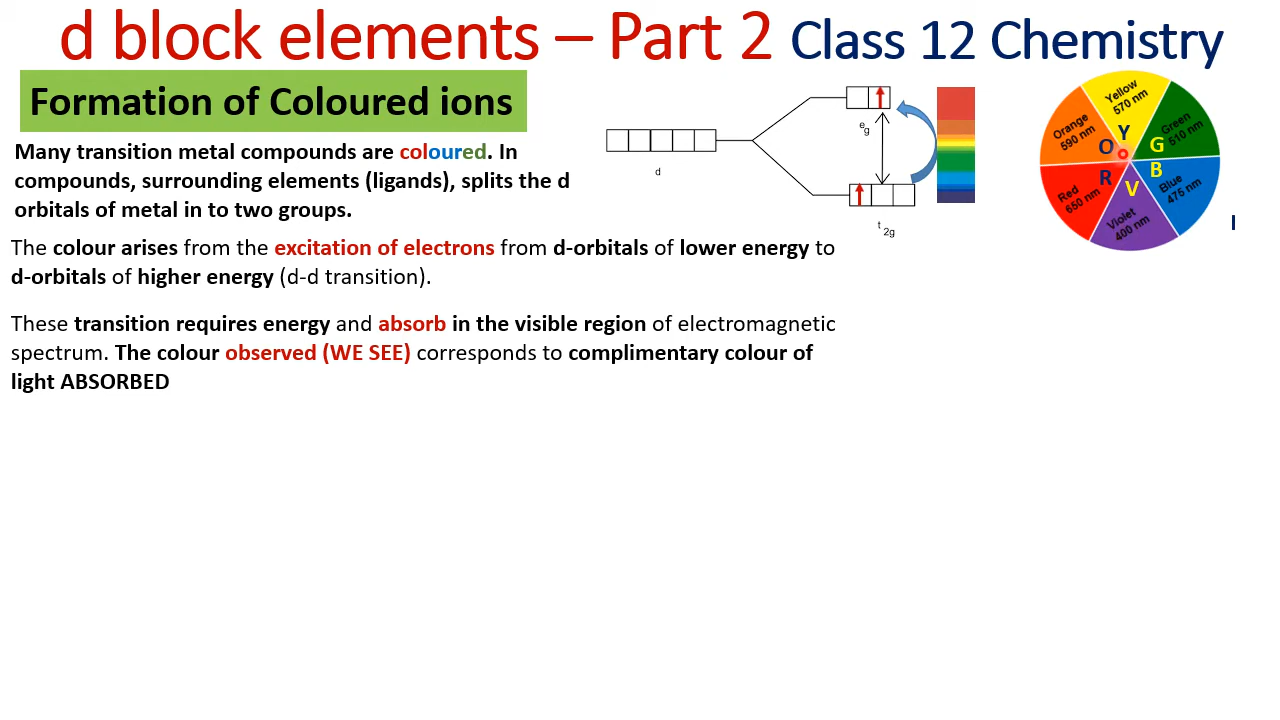 d block elements – Part 2 Class 12 Chemistry
Formation of Coloured ions
Many transition metal compounds are coloured. In
compounds, surrounding elements (ligands), splits the d
orbitals of metal in to two groups.
d
e g
t 2g
Yellow
570 nm
Green
510 nm
Blue
475 nm
Violet
400 nm
Red
650 nm
Orange
590 nm
Y
G
B
V
R
O
The colour arises from the excitation of electrons from d-orbitals of lower energy to
d-orbitals of higher energy (d-d transition).
These transition requires energy and absorb in the visible region of electromagnetic
spectrum. The colour observed (WE SEE) corresponds to complimentary colour of
light ABSORBED